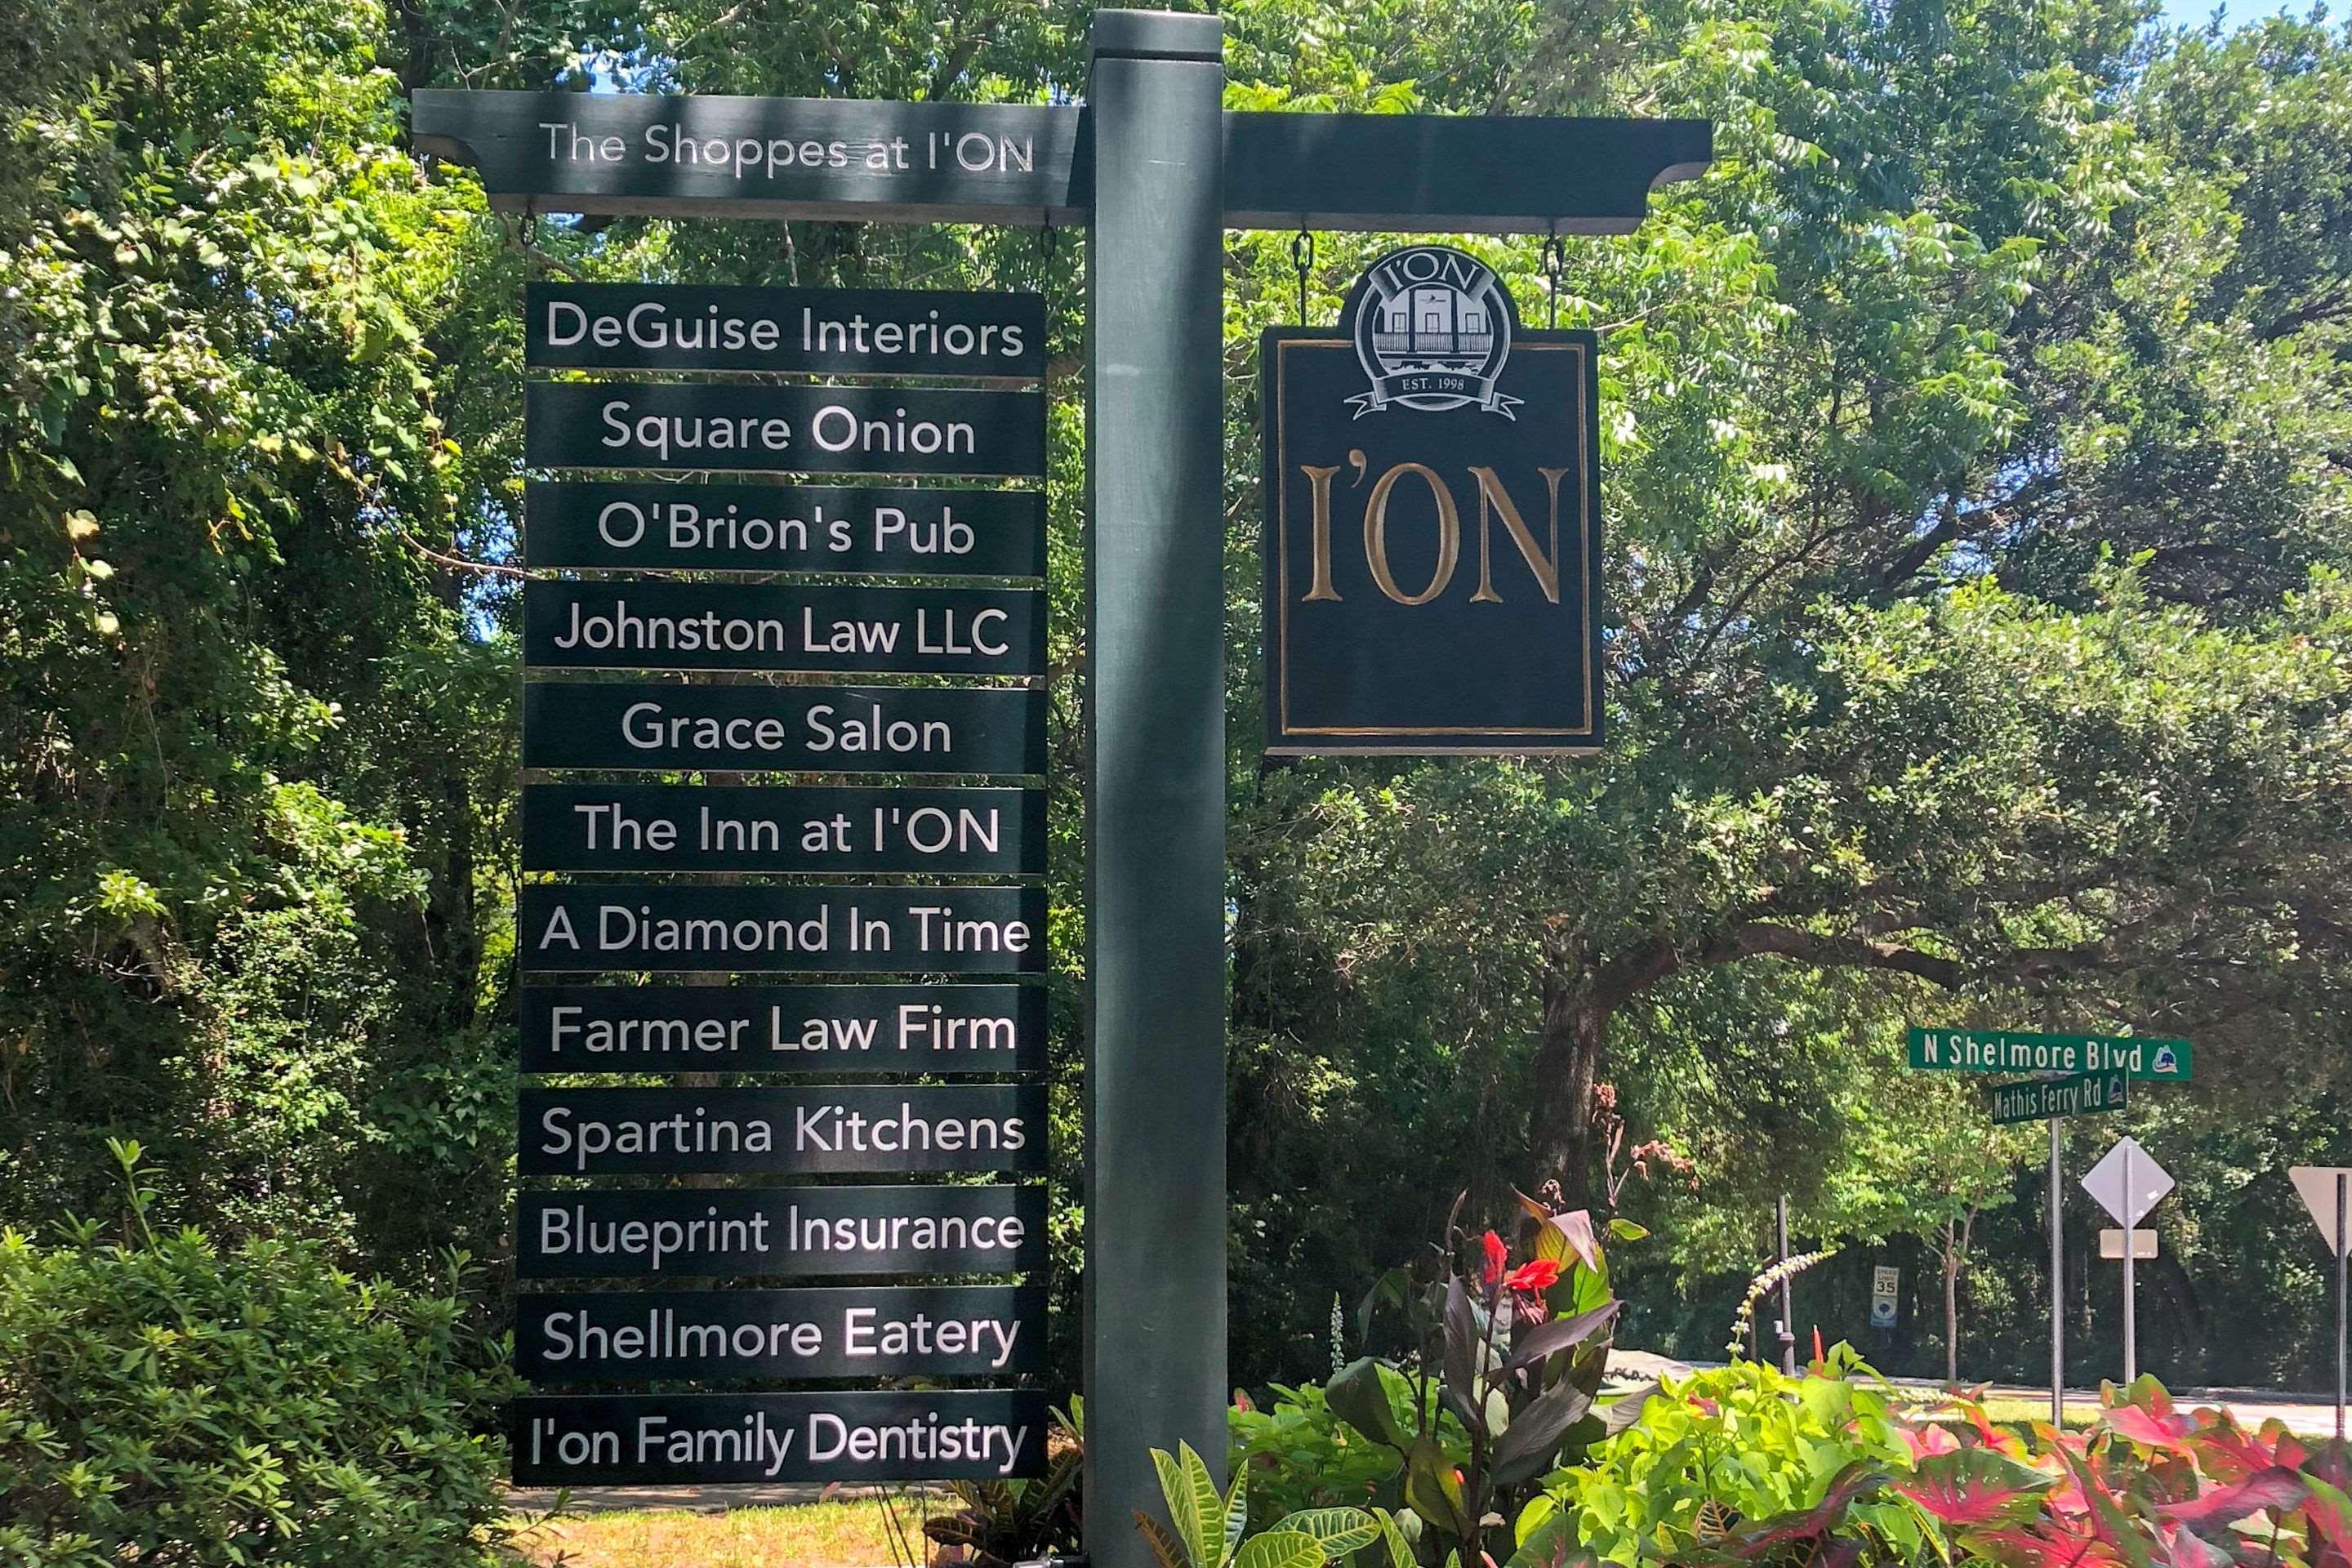 The Shoppes at I'ON
DeGuise Interiors
Square Onion
O'Brion's Pub
Johnston Law LLC
Grace Salon
The Inn at I'ON
A Diamond In Time
Farmer Law Firm
Spartina Kitchens
Blueprint Insurance
Shellmore Eatery
I'on Family Dentistry
I'ON
EST. 1998
I'ON
N Shelmore Blvd
Mathis Ferry Rd
SPEED
LIMIT
35